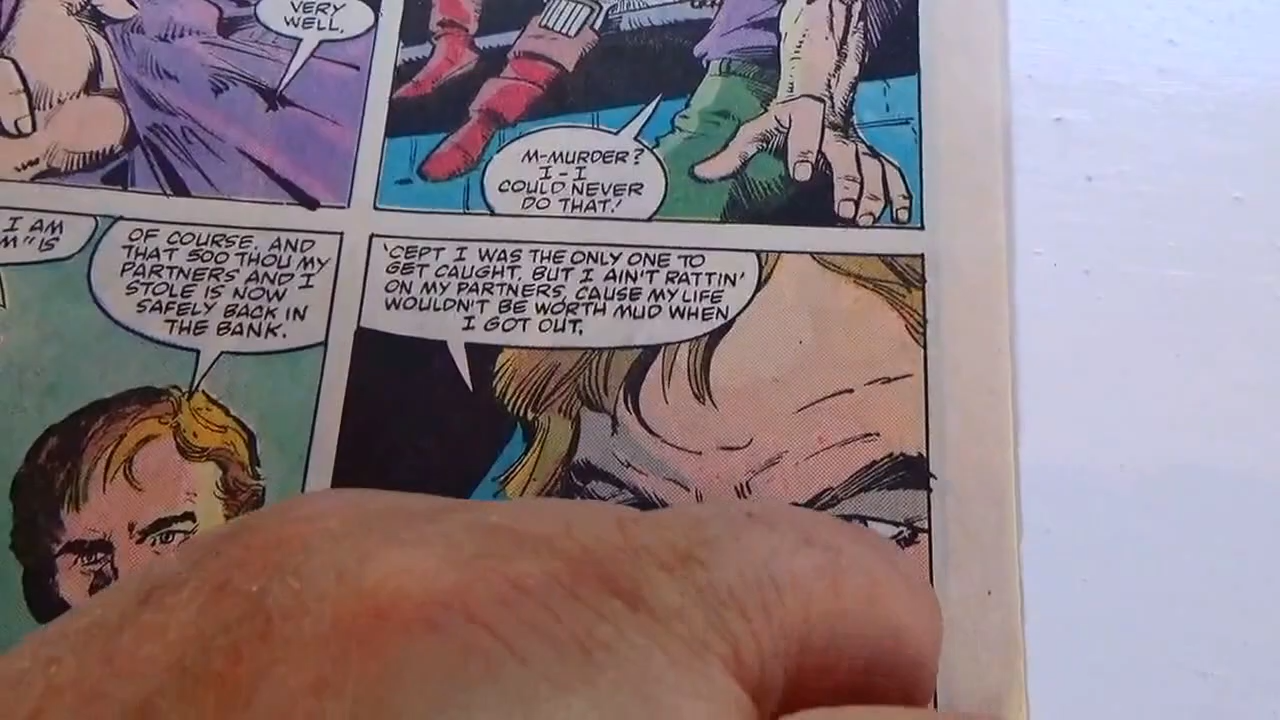 VERY
WELL.
M-MURDER?
I-I
COULD NEVER
DO THAT!
I AM
M" IS
OF COURSE. AND
THAT 500 THOU MY
PARTNERS AND I
STOLE IS NOW
SAFELY BACK IN
THE BANK.
'CEPT I WAS THE ONLY ONE TO
GET CAUGHT. BUT I AIN'T RATTIN'
ON MY PARTNERS, CAUSE MY LIFE
WOULDN'T BE WORTH MUD WHEN
I GOT OUT.